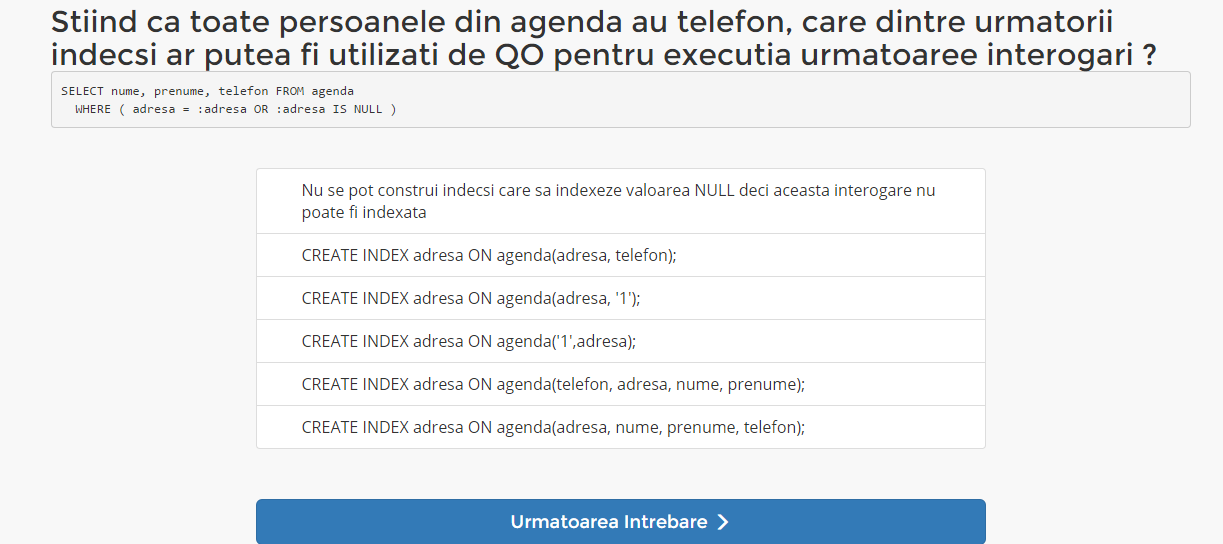 Stiind ca toate persoanele din agenda au telefon, care dintre urmatorii
indecsi ar putea fi utilizati de QO pentru executia urmatoaree interogari ?
SELECT nume, prenume, telefon FROM agenda
WHERE ( adresa = :adresa OR :adresa IS NULL )
Nu se pot construi indecsi care sa indexeze valoarea NULL deci aceasta interogare nu
poate fi indexata
CREATE INDEX adresa ON agenda(adresa, telefon);
CREATE INDEX adresa ON agenda(adresa, '1');
CREATE INDEX adresa ON agenda('1',adresa);
CREATE INDEX adresa ON agenda(telefon, adresa, nume, prenume);
CREATE INDEX adresa ON agenda(adresa, nume, prenume, telefon);
Urmatoarea Intrebare